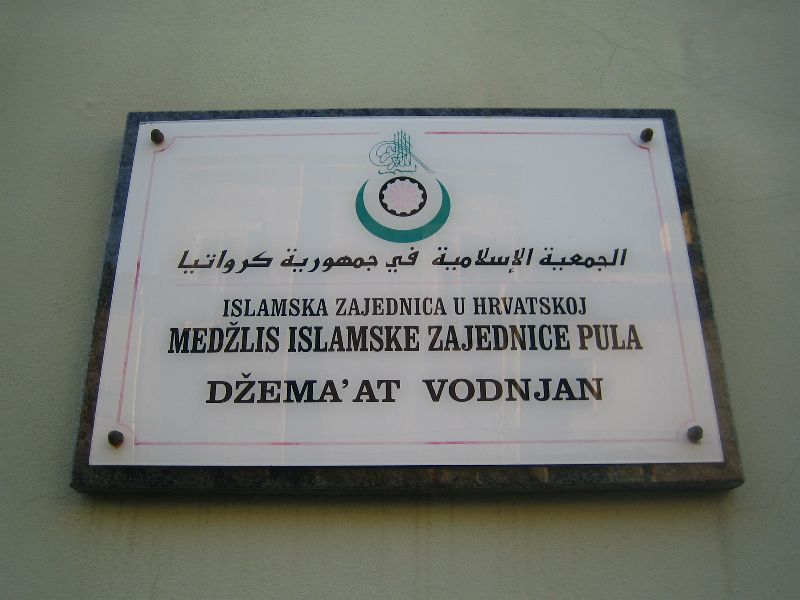 الجمعية الإسلامية في جمهورية كرواتيا
ISLAMSKA ZAJEDNICA U HRVATSKOJ
MEDŽLIS ISLAMSKE ZAJEDNICE PULA
DŽEMA'AT VODNJAN